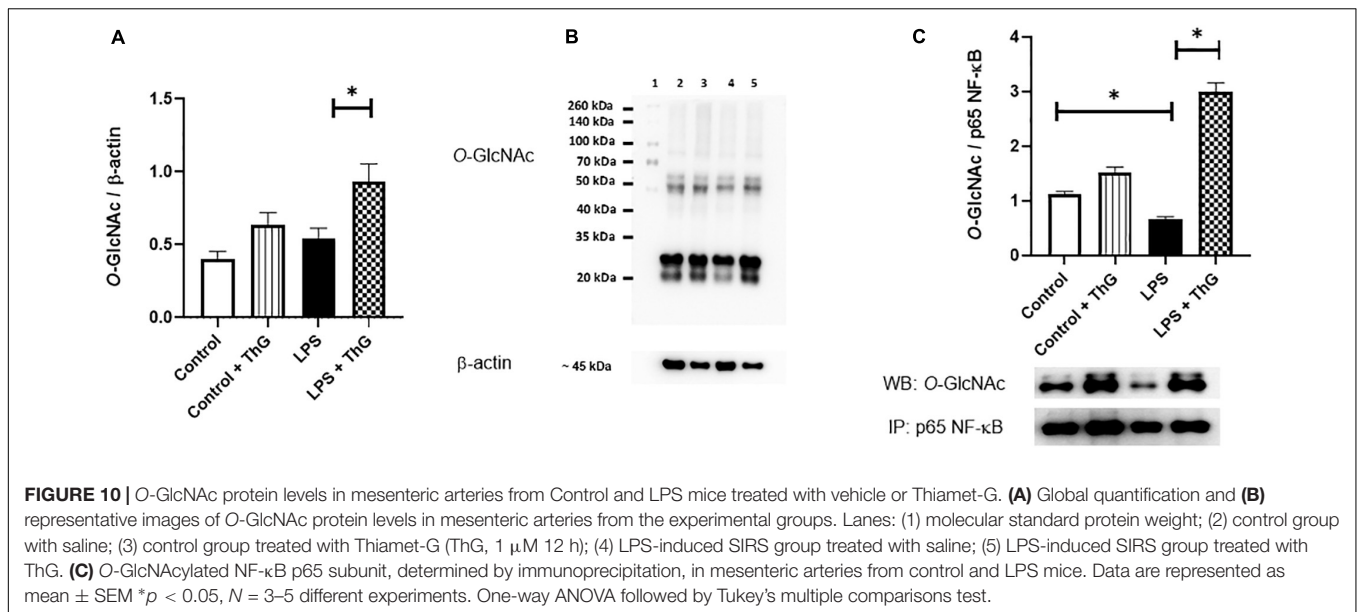 A
O-GlcNAc / β-actin
1.5
1.0
0.5
0.0
*
Control
Control + ThG
LPS
LPS + ThG
B
O-GlcNAc
1 2 3 4 5
260 kDa
140 kDa
100 kDa
70 kDa
50 kDa
40 kDa
35 kDa
20 kDa
β-actin
~ 45 kDa
C
O-GlcNAc / p65 NF-κB
4
3
2
1
0
*
*
Control
Control + ThG
LPS
LPS + ThG
WB: O-GlcNAc
IP: p65 NF-κB
FIGURE 10 | O-GlcNAc protein levels in mesenteric arteries from Control and LPS mice treated with vehicle or Thiamet-G. (A) Global quantification and (B)
representative images of O-GlcNAc protein levels in mesenteric arteries from the experimental groups. Lanes: (1) molecular standard protein weight; (2) control group
with saline; (3) control group treated with Thiamet-G (ThG, 1 μM 12 h); (4) LPS-induced SIRS group treated with saline; (5) LPS-induced SIRS group treated with
ThG. (C) O-GlcNAcylated NF-κB p65 subunit, determined by immunoprecipitation, in mesenteric arteries from control and LPS mice. Data are represented as
mean ± SEM *p < 0.05, N = 3–5 different experiments. One-way ANOVA followed by Tukey's multiple comparisons test.